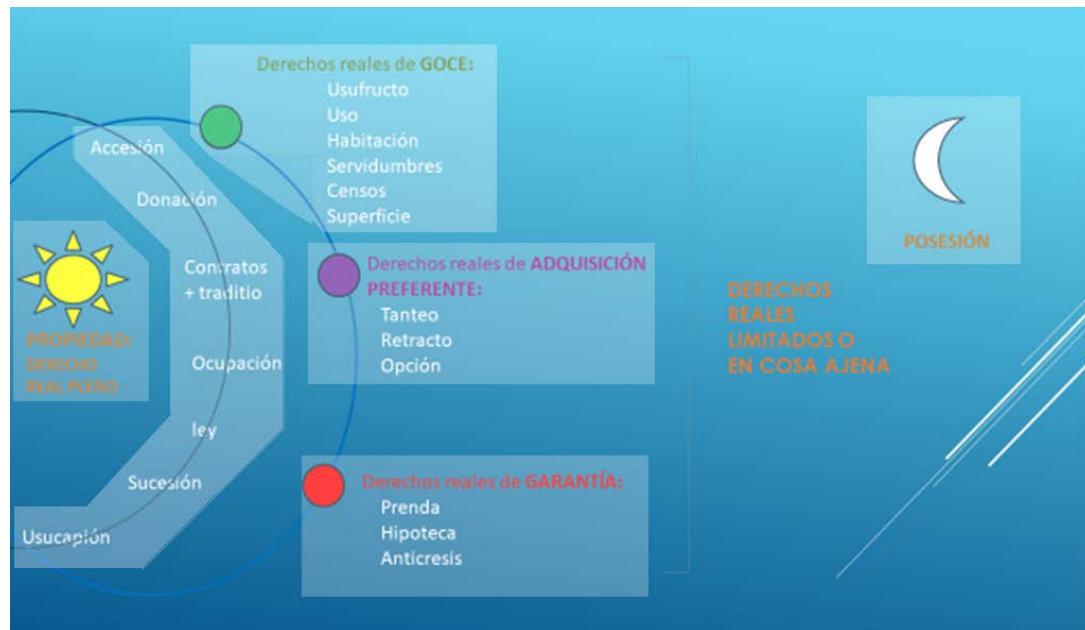 PROPIEDAD:
DERECHO
REAL PLENO
Accesión
Donación
Contratos
+ traditio
Ocupación
ley
Sucesión
Usucapión
Derechos reales de GOCE:
Usufructo
Uso
Habitación
Servidumbres
Censos
Superficie
Derechos reales de ADQUISICIÓN
PREFERENTE:
Tanteo
Retracto
Opción
Derechos reales de GARANTÍA:
Prenda
Hipoteca
Anticresis
DERECHOS
REALES
LIMITADOS O
EN COSA AJENA
POSESIÓN